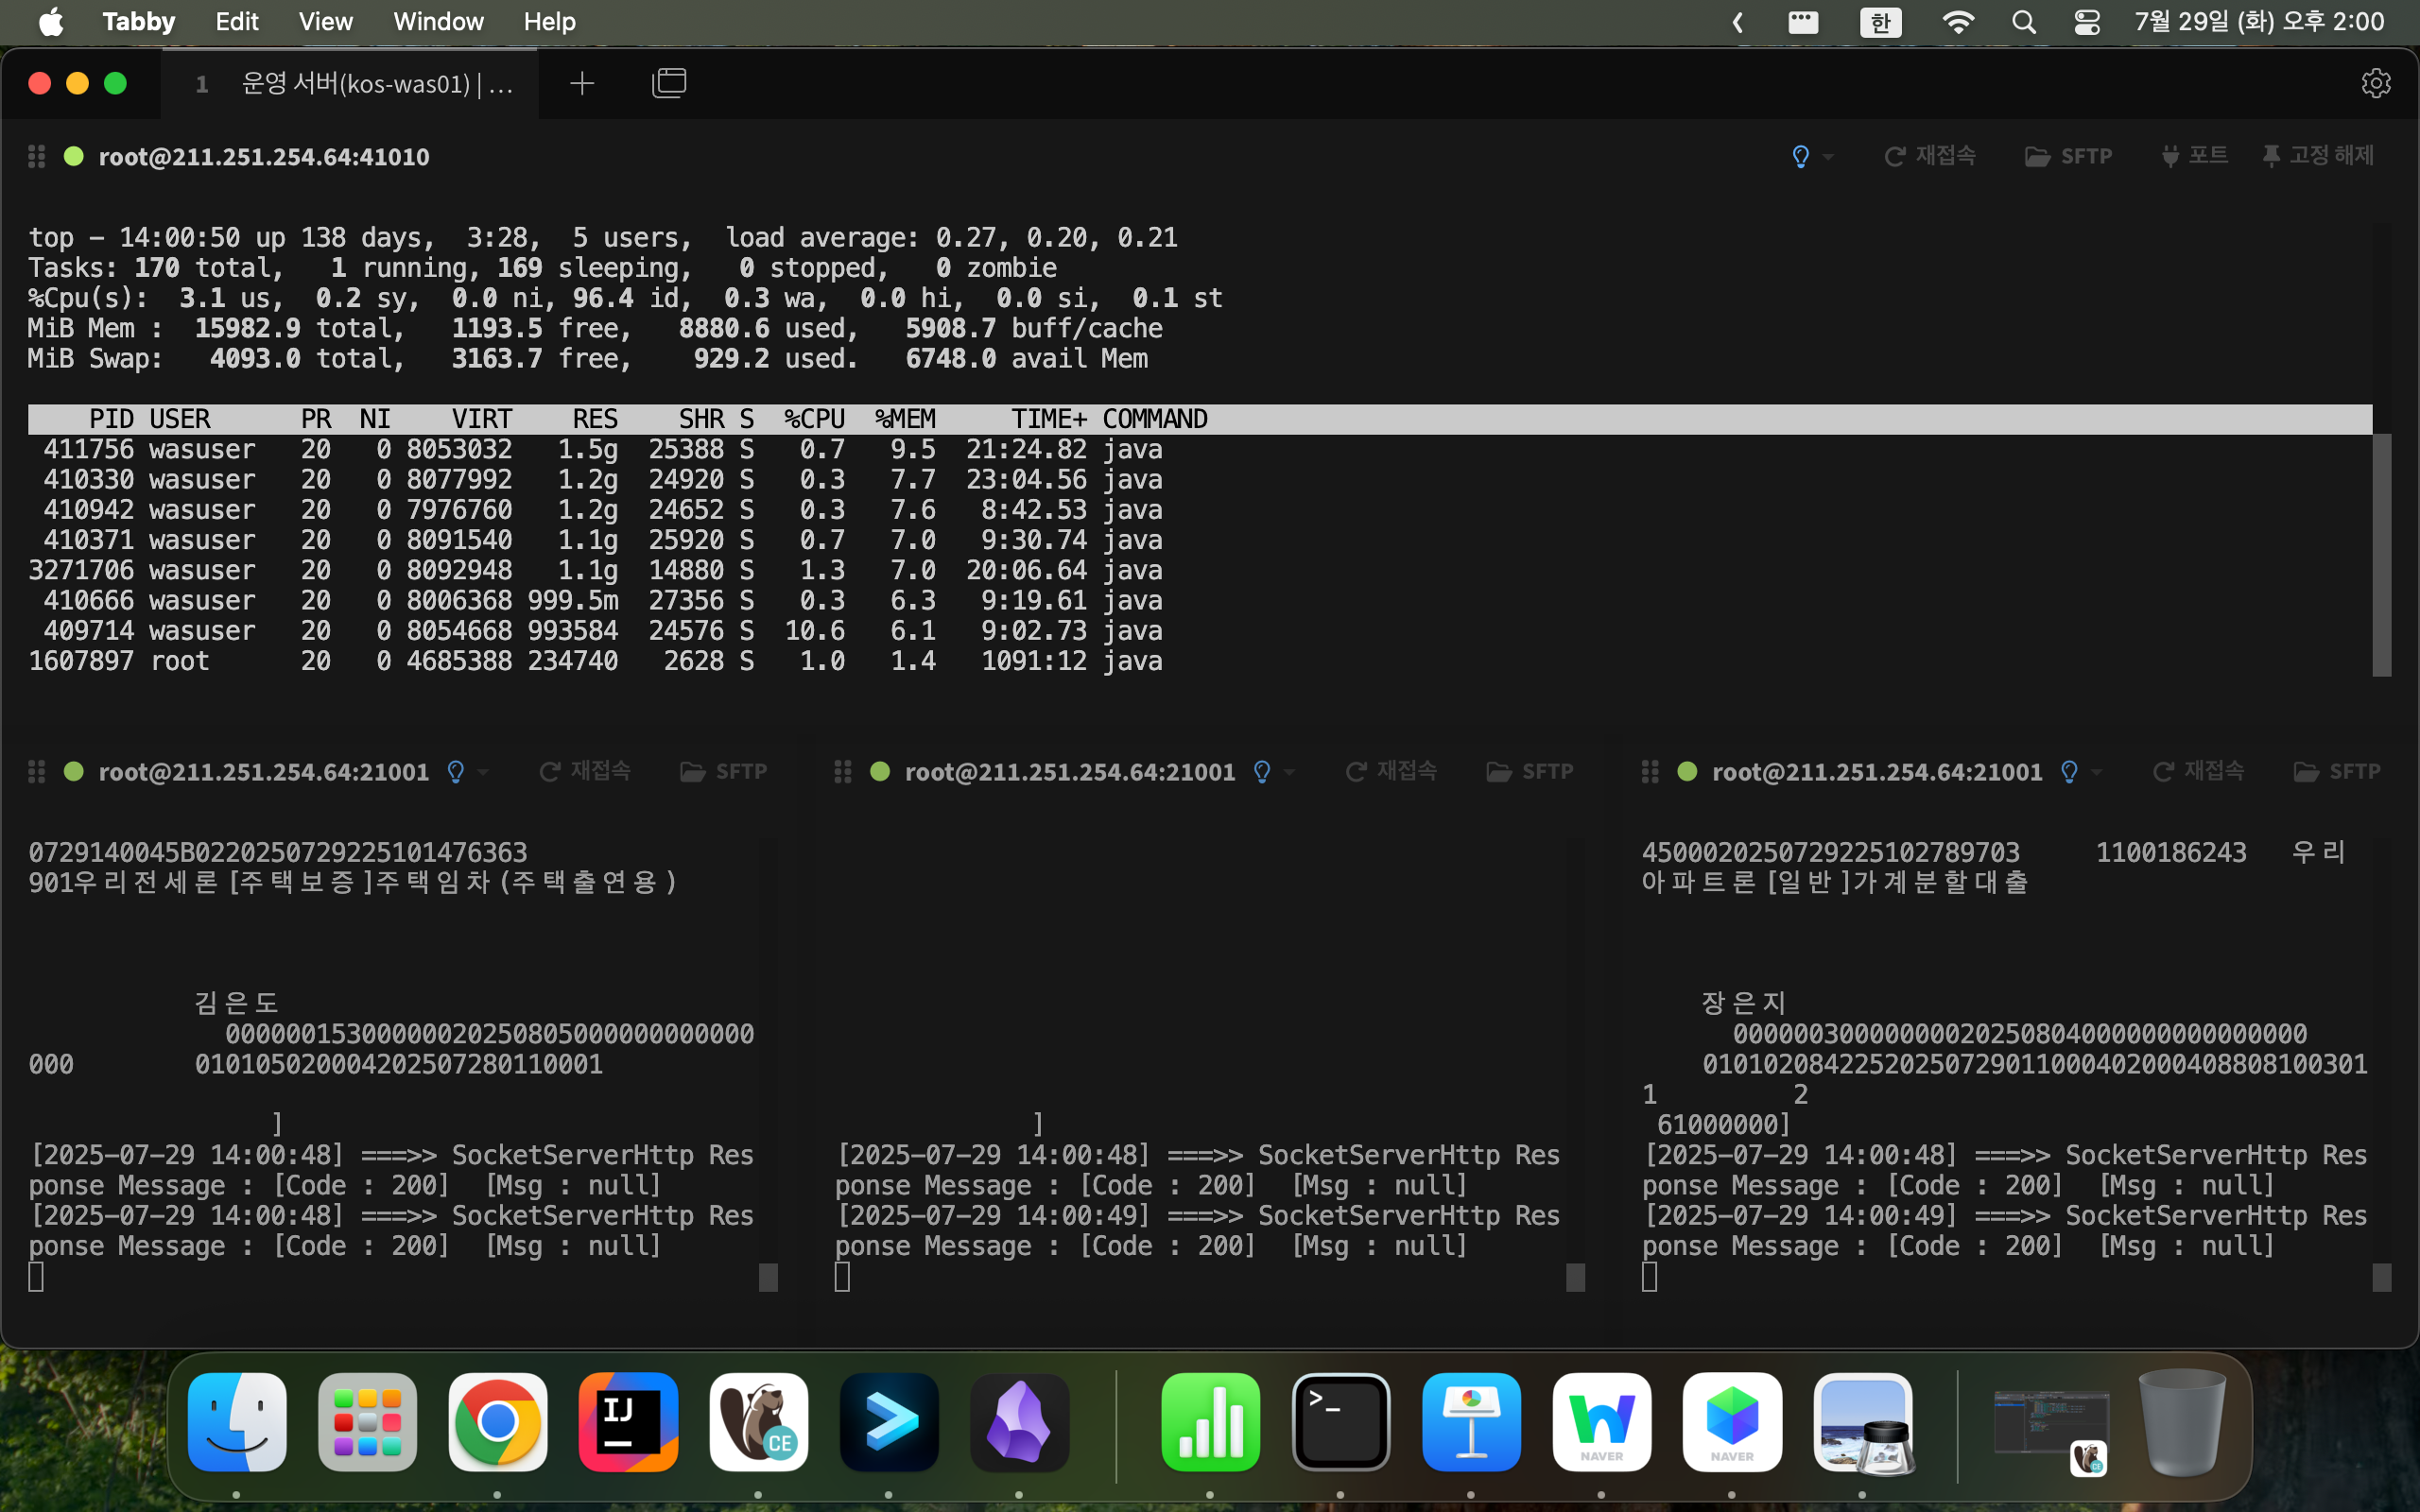 Tabby Edit View Window Help 한 7월 29일 (화) 오후 2:00
1 운영 서버(kos-was01) | ...
root@211.251.254.64:41010 재접속 SFTP 포트 고정 해제
top - 14:00:50 up 138 days, 3:28, 5 users, load average: 0.27, 0.20, 0.21
Tasks: 170 total, 1 running, 169 sleeping, 0 stopped, 0 zombie
%Cpu(s): 3.1 us, 0.2 sy, 0.0 ni, 96.4 id, 0.3 wa, 0.0 hi, 0.0 si, 0.1 st
MiB Mem : 15982.9 total, 1193.5 free, 8880.6 used, 5908.7 buff/cache
MiB Swap: 4093.0 total, 3163.7 free, 929.2 used. 6748.0 avail Mem
PID USER PR NI VIRT RES SHR S %CPU %MEM TIME+ COMMAND
411756 wasuser 20 0 8053032 1.5g 25388 S 0.7 9.5 21:24.82 java
410330 wasuser 20 0 8077992 1.2g 24920 S 0.3 7.7 23:04.56 java
410942 wasuser 20 0 7976760 1.2g 24652 S 0.3 7.6 8:42.53 java
410371 wasuser 20 0 8091540 1.1g 25920 S 0.7 7.0 9:30.74 java
3271706 wasuser 20 0 8092948 1.1g 14880 S 1.3 7.0 20:06.64 java
410666 wasuser 20 0 8006368 999.5m 27356 S 0.3 6.3 9:19.61 java
409714 wasuser 20 0 8054668 993584 24576 S 10.6 6.1 9:02.73 java
1607897 root 20 0 4685388 234740 2628 S 1.0 1.4 1091:12 java
root@211.251.254.64:21001 재접속 SFTP
0729140045B0220250729225101476363
901우리전세론[주택보증]주택임차(주택출연용)
김은도
00000015300000020250805000000000000
000 010105020004202507280110001
]
[2025-07-29 14:00:48] ===>> SocketServerHttp Res
ponse Message : [Code : 200] [Msg : null]
[2025-07-29 14:00:48] ===>> SocketServerHttp Res
ponse Message : [Code : 200] [Msg : null]
root@211.251.254.64:21001 재접속 SFTP
]
[2025-07-29 14:00:48] ===>> SocketServerHttp Res
ponse Message : [Code : 200] [Msg : null]
[2025-07-29 14:00:49] ===>> SocketServerHttp Res
ponse Message : [Code : 200] [Msg : null]
root@211.251.254.64:21001 재접속 SFTP
4500020250729225102789703 1100186243 우리
아파트론[일반]가계분할대출
장은지
00000030000000020250804000000000000000
01010208422520250729011000402000408808100301
1 2
61000000]
[2025-07-29 14:00:48] ===>> SocketServerHttp Res
ponse Message : [Code : 200] [Msg : null]
[2025-07-29 14:00:49] ===>> SocketServerHttp Res
ponse Message : [Code : 200] [Msg : null]
IJ CE >_ NAVER NAVER CE